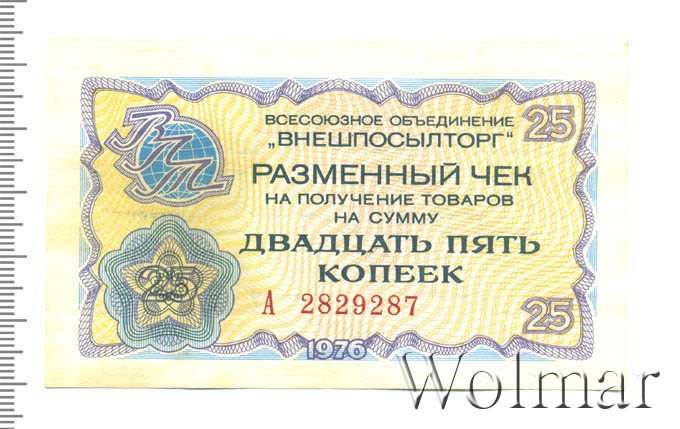 ВПТ
ВСЕСОЮЗНОЕ ОБЪЕДИНЕНИЕ
„ВНЕШПОСЫЛТОРГ“
25
РАЗМЕННЫЙ ЧЕК
НА ПОЛУЧЕНИЕ ТОВАРОВ
НА СУММУ
ДВАДЦАТЬ ПЯТЬ
КОПЕЕК
25
А 2829287
25
1976
Wolmar